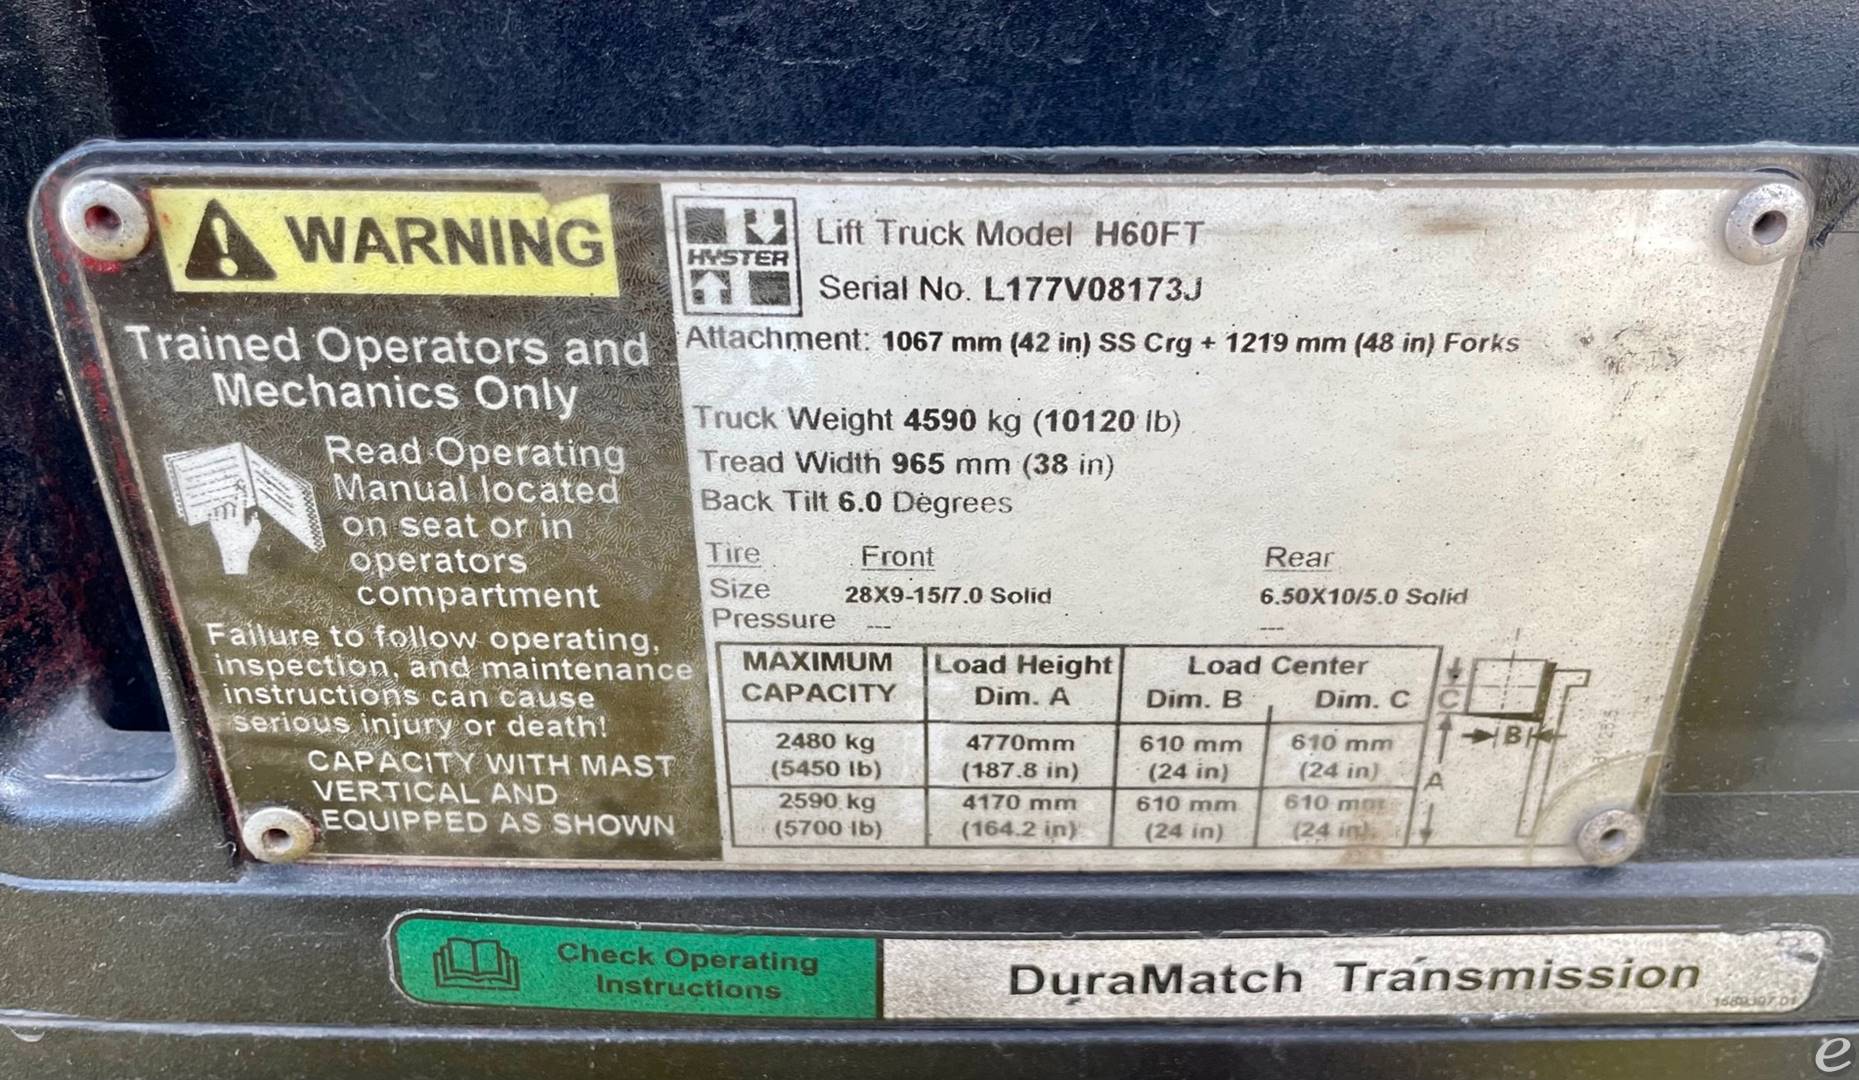 WARNING
Trained Operators and
Mechanics Only
Read Operating
Manual located
on seat or in
operators
compartment
Failure to follow operating,
inspection, and maintenance
instructions can cause
serious injury or death!
CAPACITY WITH MAST
VERTICAL AND
EQUIPPED AS SHOWN
HYSTER
Lift Truck Model H60FT
Serial No. L177V08173J
Attachment: 1067 mm (42 in) SS Crg + 1219 mm (48 in) Forks
Truck Weight 4590 kg (10120 lb)
Tread Width 965 mm (38 in)
Back Tilt 6.0 Degrees
Tire Front Rear
Size 28X9-15/7.0 Solid 6.50X10/5.0 Solid
Pressure --- ---
MAXIMUM CAPACITY Load Height Dim. A Load Center Dim. B Dim. C
2480 kg 4770mm 610 mm 610 mm
(5450 lb) (187.8 in) (24 in) (24 in)
2590 kg 4170 mm 610 mm 610 mm
(5700 lb) (164.2 in) (24 in) (24 in)
C
B
A
Check Operating
Instructions
DuraMatch Transmission
e